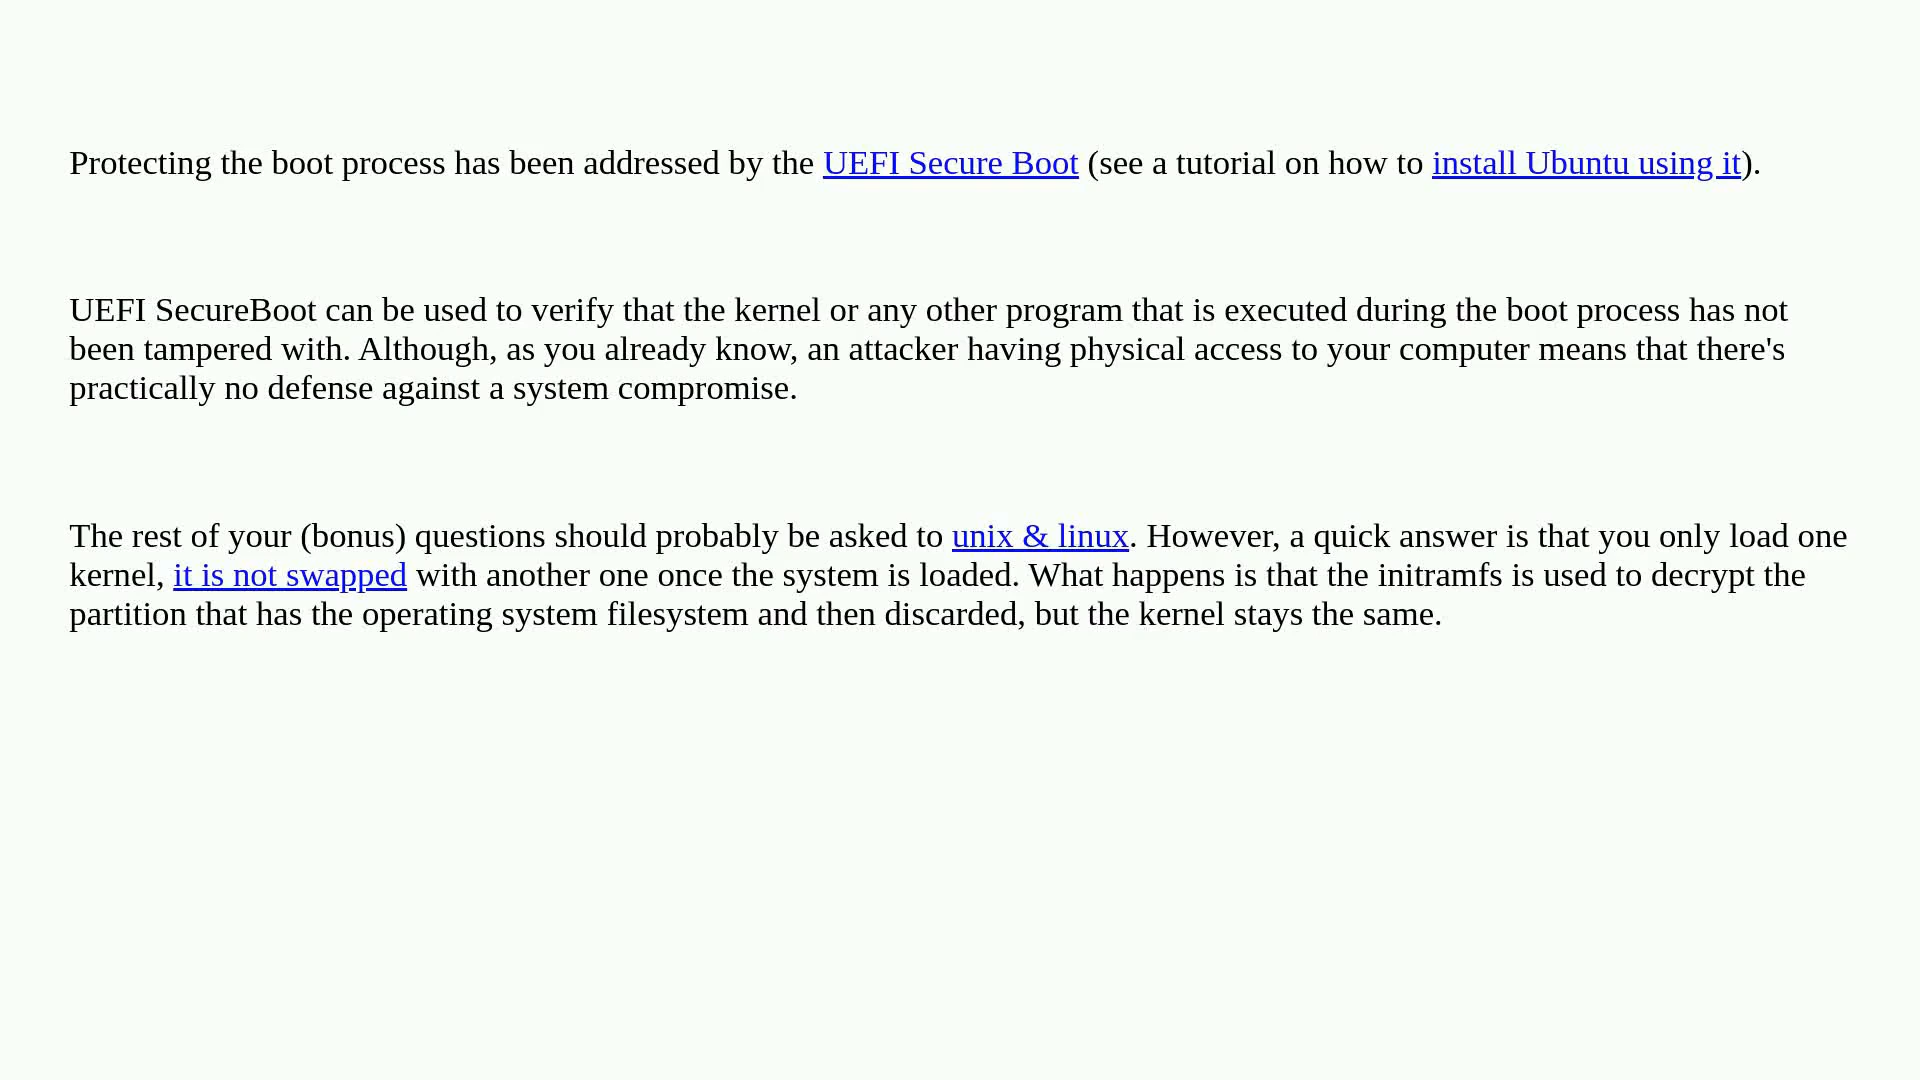 Protecting the boot process has been addressed by the UEFI Secure Boot (see a tutorial on how to install Ubuntu using it).
UEFI SecureBoot can be used to verify that the kernel or any other program that is executed during the boot process has not
been tampered with. Although, as you already know, an attacker having physical access to your computer means that there's
practically no defense against a system compromise.
The rest of your (bonus) questions should probably be asked to unix & linux. However, a quick answer is that you only load one
kernel, it is not swapped with another one once the system is loaded. What happens is that the initramfs is used to decrypt the
partition that has the operating system filesystem and then discarded, but the kernel stays the same.